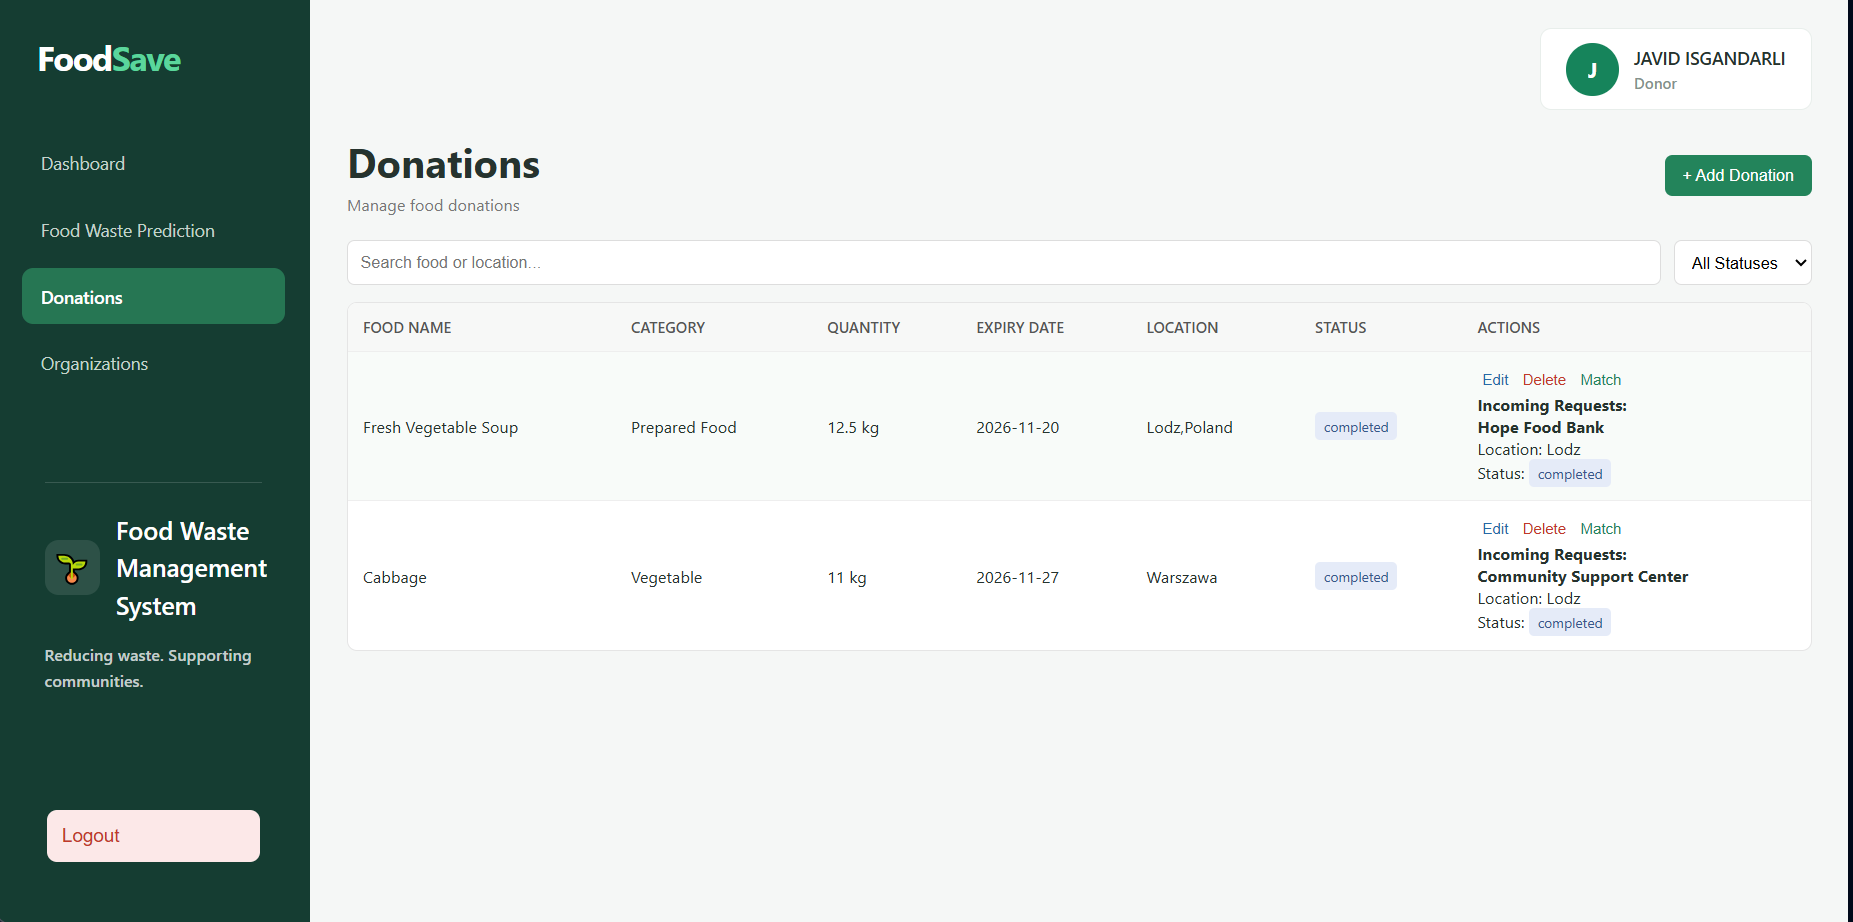 FoodSave
Dashboard
Food Waste Prediction
Donations
Organizations
Food Waste
Management
System
Reducing waste. Supporting
communities.
Logout
J
JAVID ISGANDARLI
Donor
Donations
Manage food donations
+ Add Donation
Search food or location...
All Statuses
FOOD NAME CATEGORY QUANTITY EXPIRY DATE LOCATION STATUS ACTIONS
Edit Delete Match
Incoming Requests:
Fresh Vegetable Soup Prepared Food 12.5 kg 2026-11-20 Lodz,Poland completed Hope Food Bank
Location: Lodz
Status: completed
Edit Delete Match
Incoming Requests:
Cabbage Vegetable 11 kg 2026-11-27 Warszawa completed Community Support Center
Location: Lodz
Status: completed